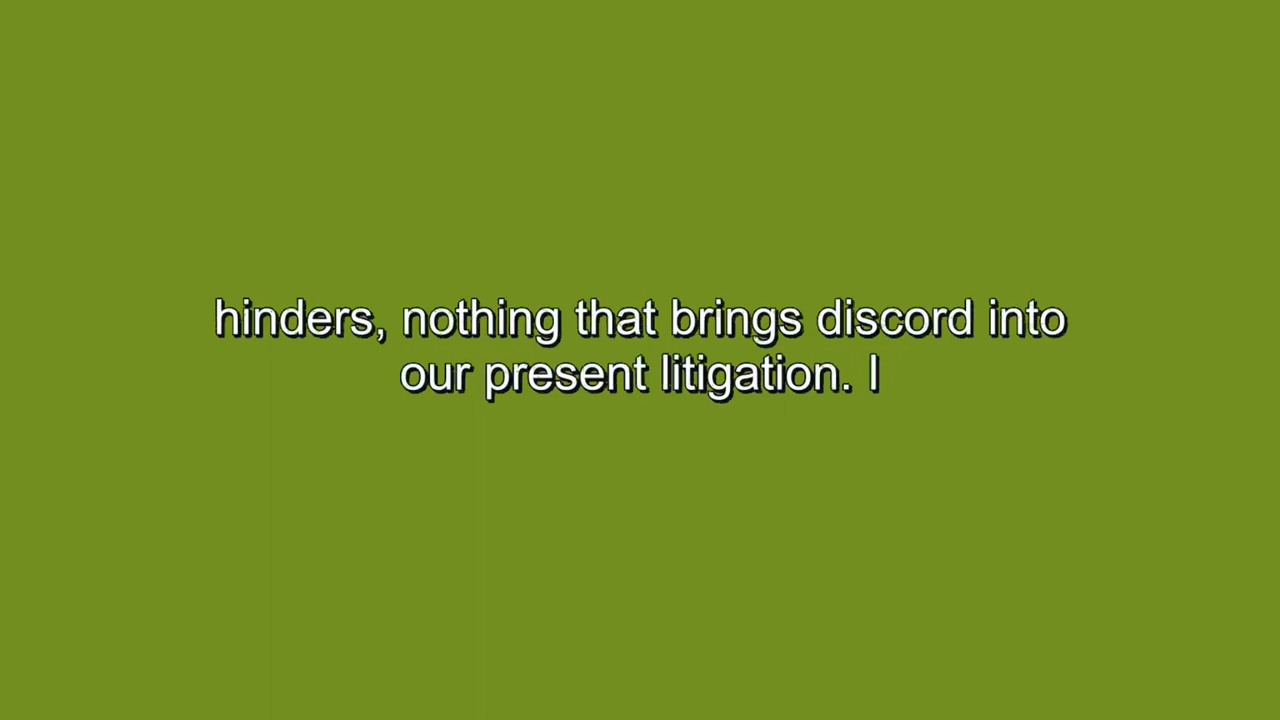 hinders, nothing that brings discord into
our present litigation. I